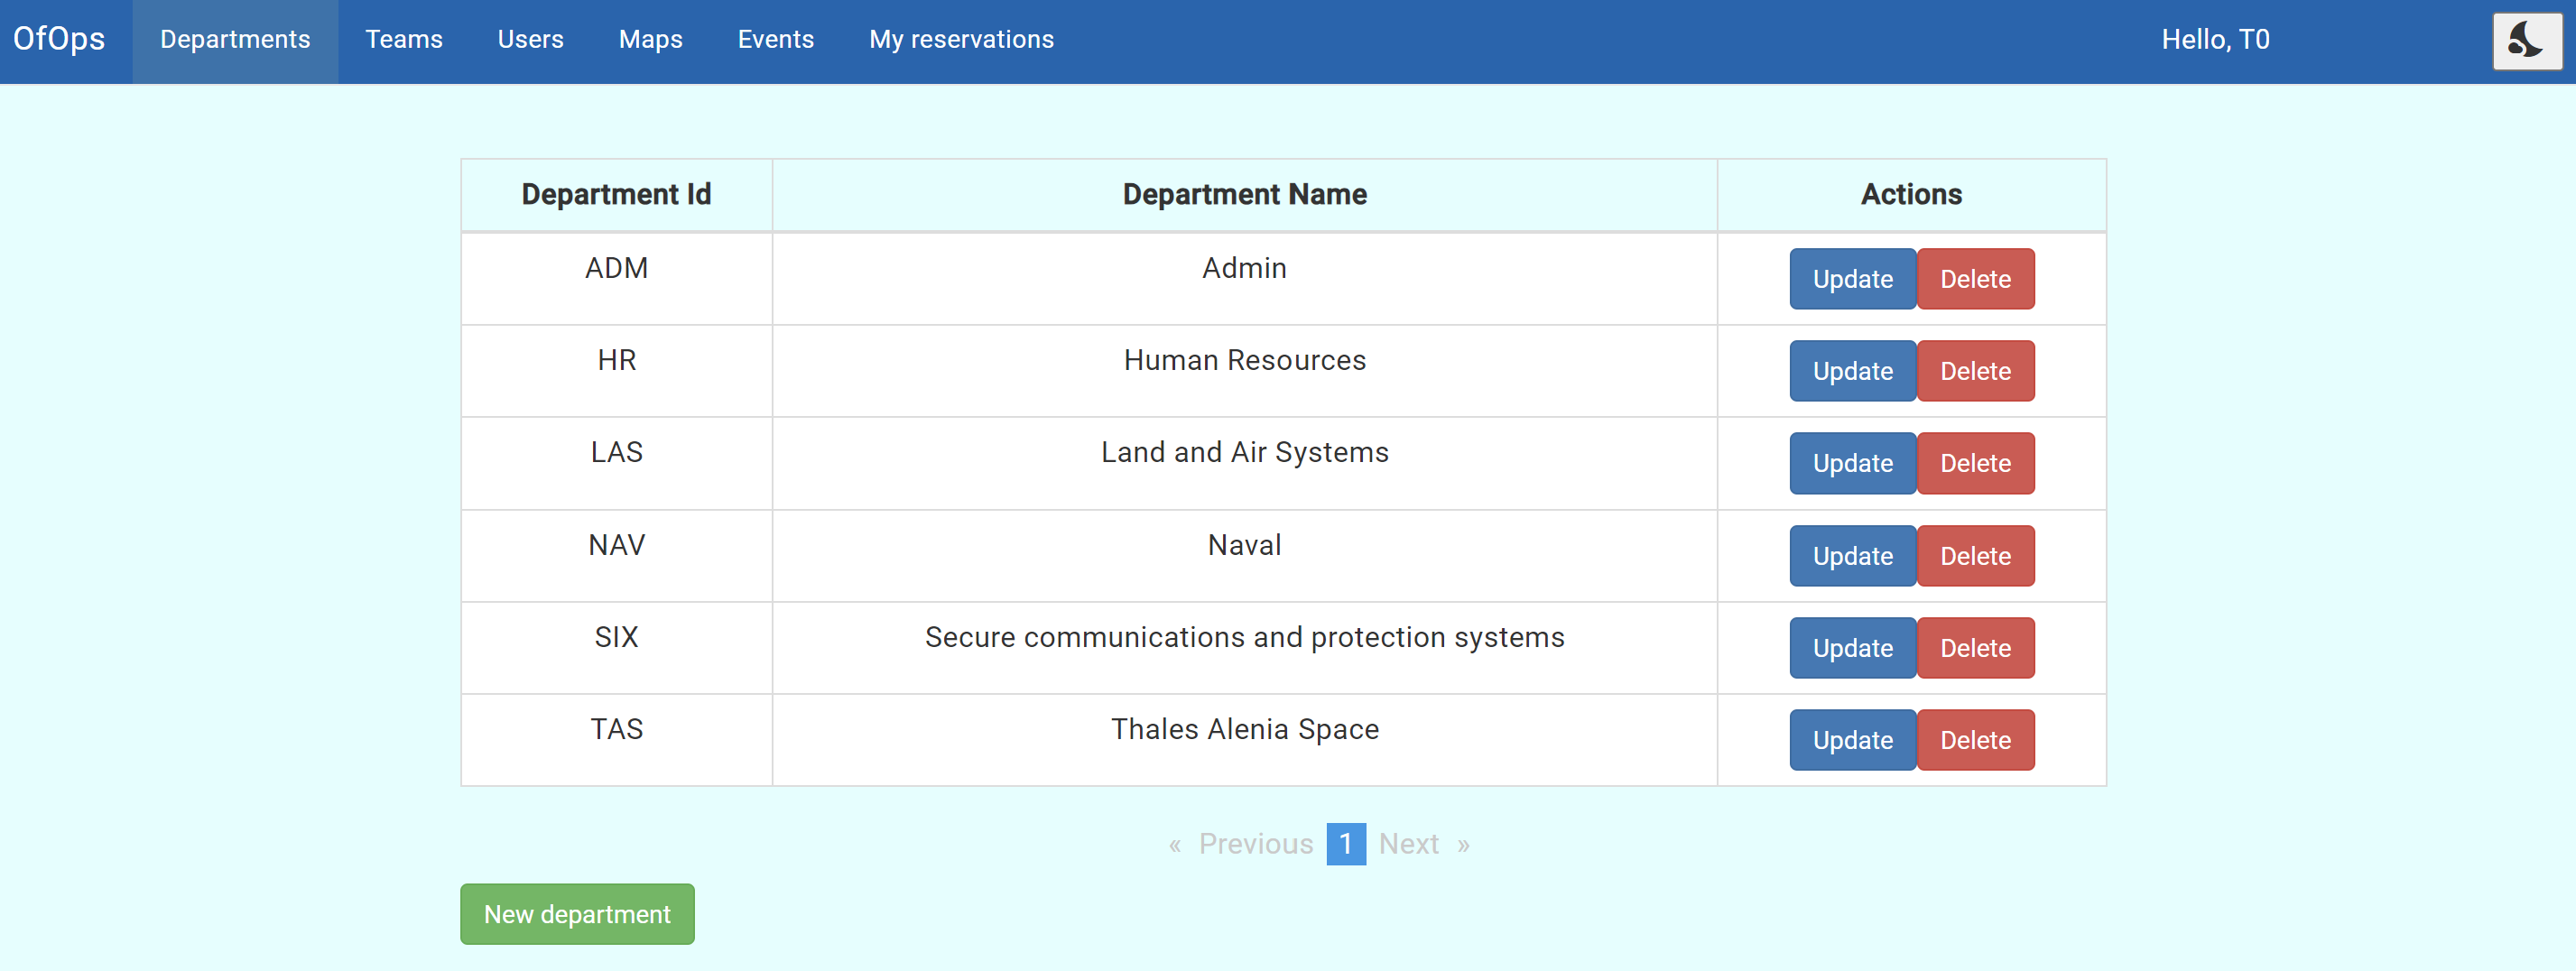 OfOps Departments Teams Users Maps Events My reservations Hello, T0
Department Id Department Name Actions
ADM Admin Update Delete
HR Human Resources Update Delete
LAS Land and Air Systems Update Delete
NAV Naval Update Delete
SIX Secure communications and protection systems Update Delete
TAS Thales Alenia Space Update Delete
« Previous 1 Next »
New department